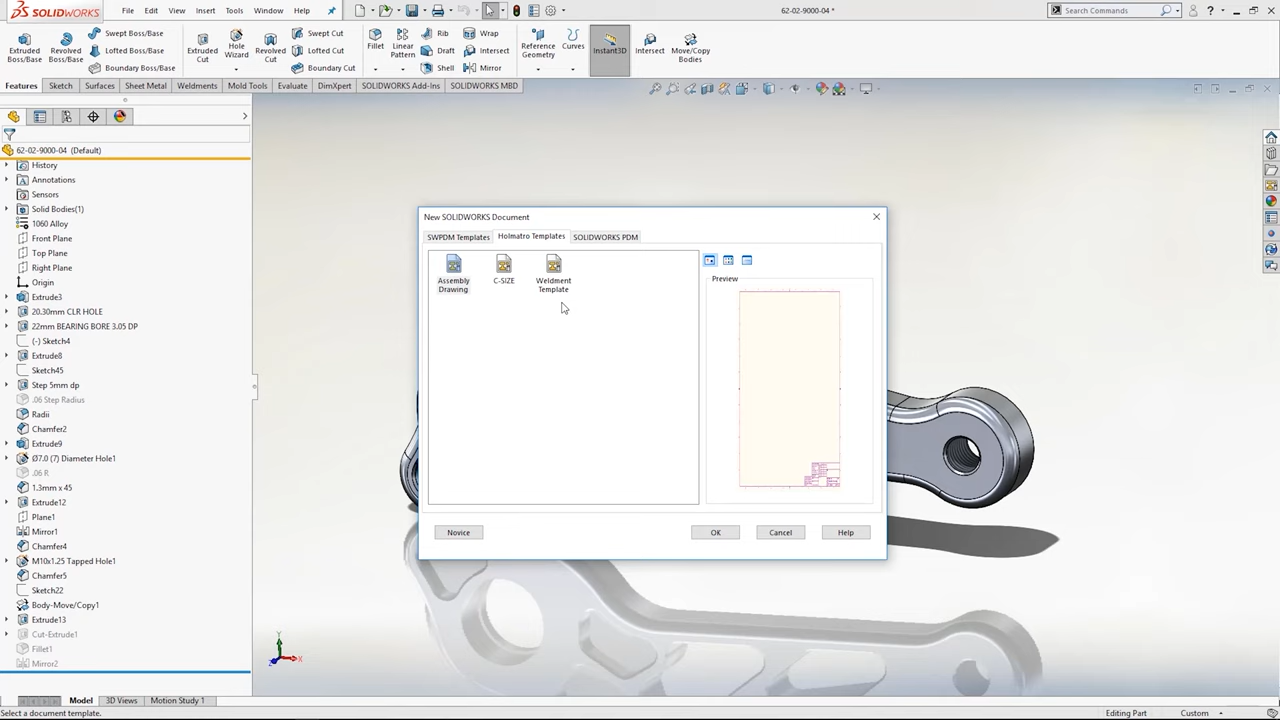 SOLIDWORKS File Edit View Insert Tools Window Help 62-02-9000-04 * Search Commands
Extruded Boss/Base
Revolved Boss/Base
Swept Boss/Base
Lofted Boss/Base
Boundary Boss/Base
Extruded Cut
Hole Wizard
Revolved Cut
Swept Cut
Lofted Cut
Boundary Cut
Fillet
Linear Pattern
Rib
Draft
Shell
Wrap
Intersect
Mirror
Reference Geometry
Curves
Instant3D
Intersect
Move/Copy Bodies
Features Sketch Surfaces Sheet Metal Weldments Mold Tools Evaluate DimXpert SOLIDWORKS Add-Ins SOLIDWORKS MBD
62-02-9000-04 (Default)
History
Annotations
Sensors
Solid Bodies(1)
1060 Alloy
Front Plane
Top Plane
Right Plane
Origin
Extrude3
20.30mm CLR HOLE
22mm BEARING BORE 3.05 DP
(-) Sketch4
Extrude8
Sketch45
Step 5mm dp
.06 Step Radius
Radii
Chamfer2
Extrude9
Ø7.0 (7) Diameter Hole1
.06 R
1.3mm x 45
Extrude12
Plane1
Mirror1
Chamfer4
M10x1.25 Tapped Hole1
Chamfer5
Sketch22
Body-Move/Copy1
Extrude13
Cut-Extrude1
Fillet1
Mirror2
New SOLIDWORKS Document
SWPDM Templates Holmatro Templates SOLIDWORKS PDM
Assembly Drawing
C-SIZE
Weldment Template
Preview
Novice OK Cancel Help
Y
X
Z
Model 3D Views Motion Study 1
Select a document template. Editing Part Custom